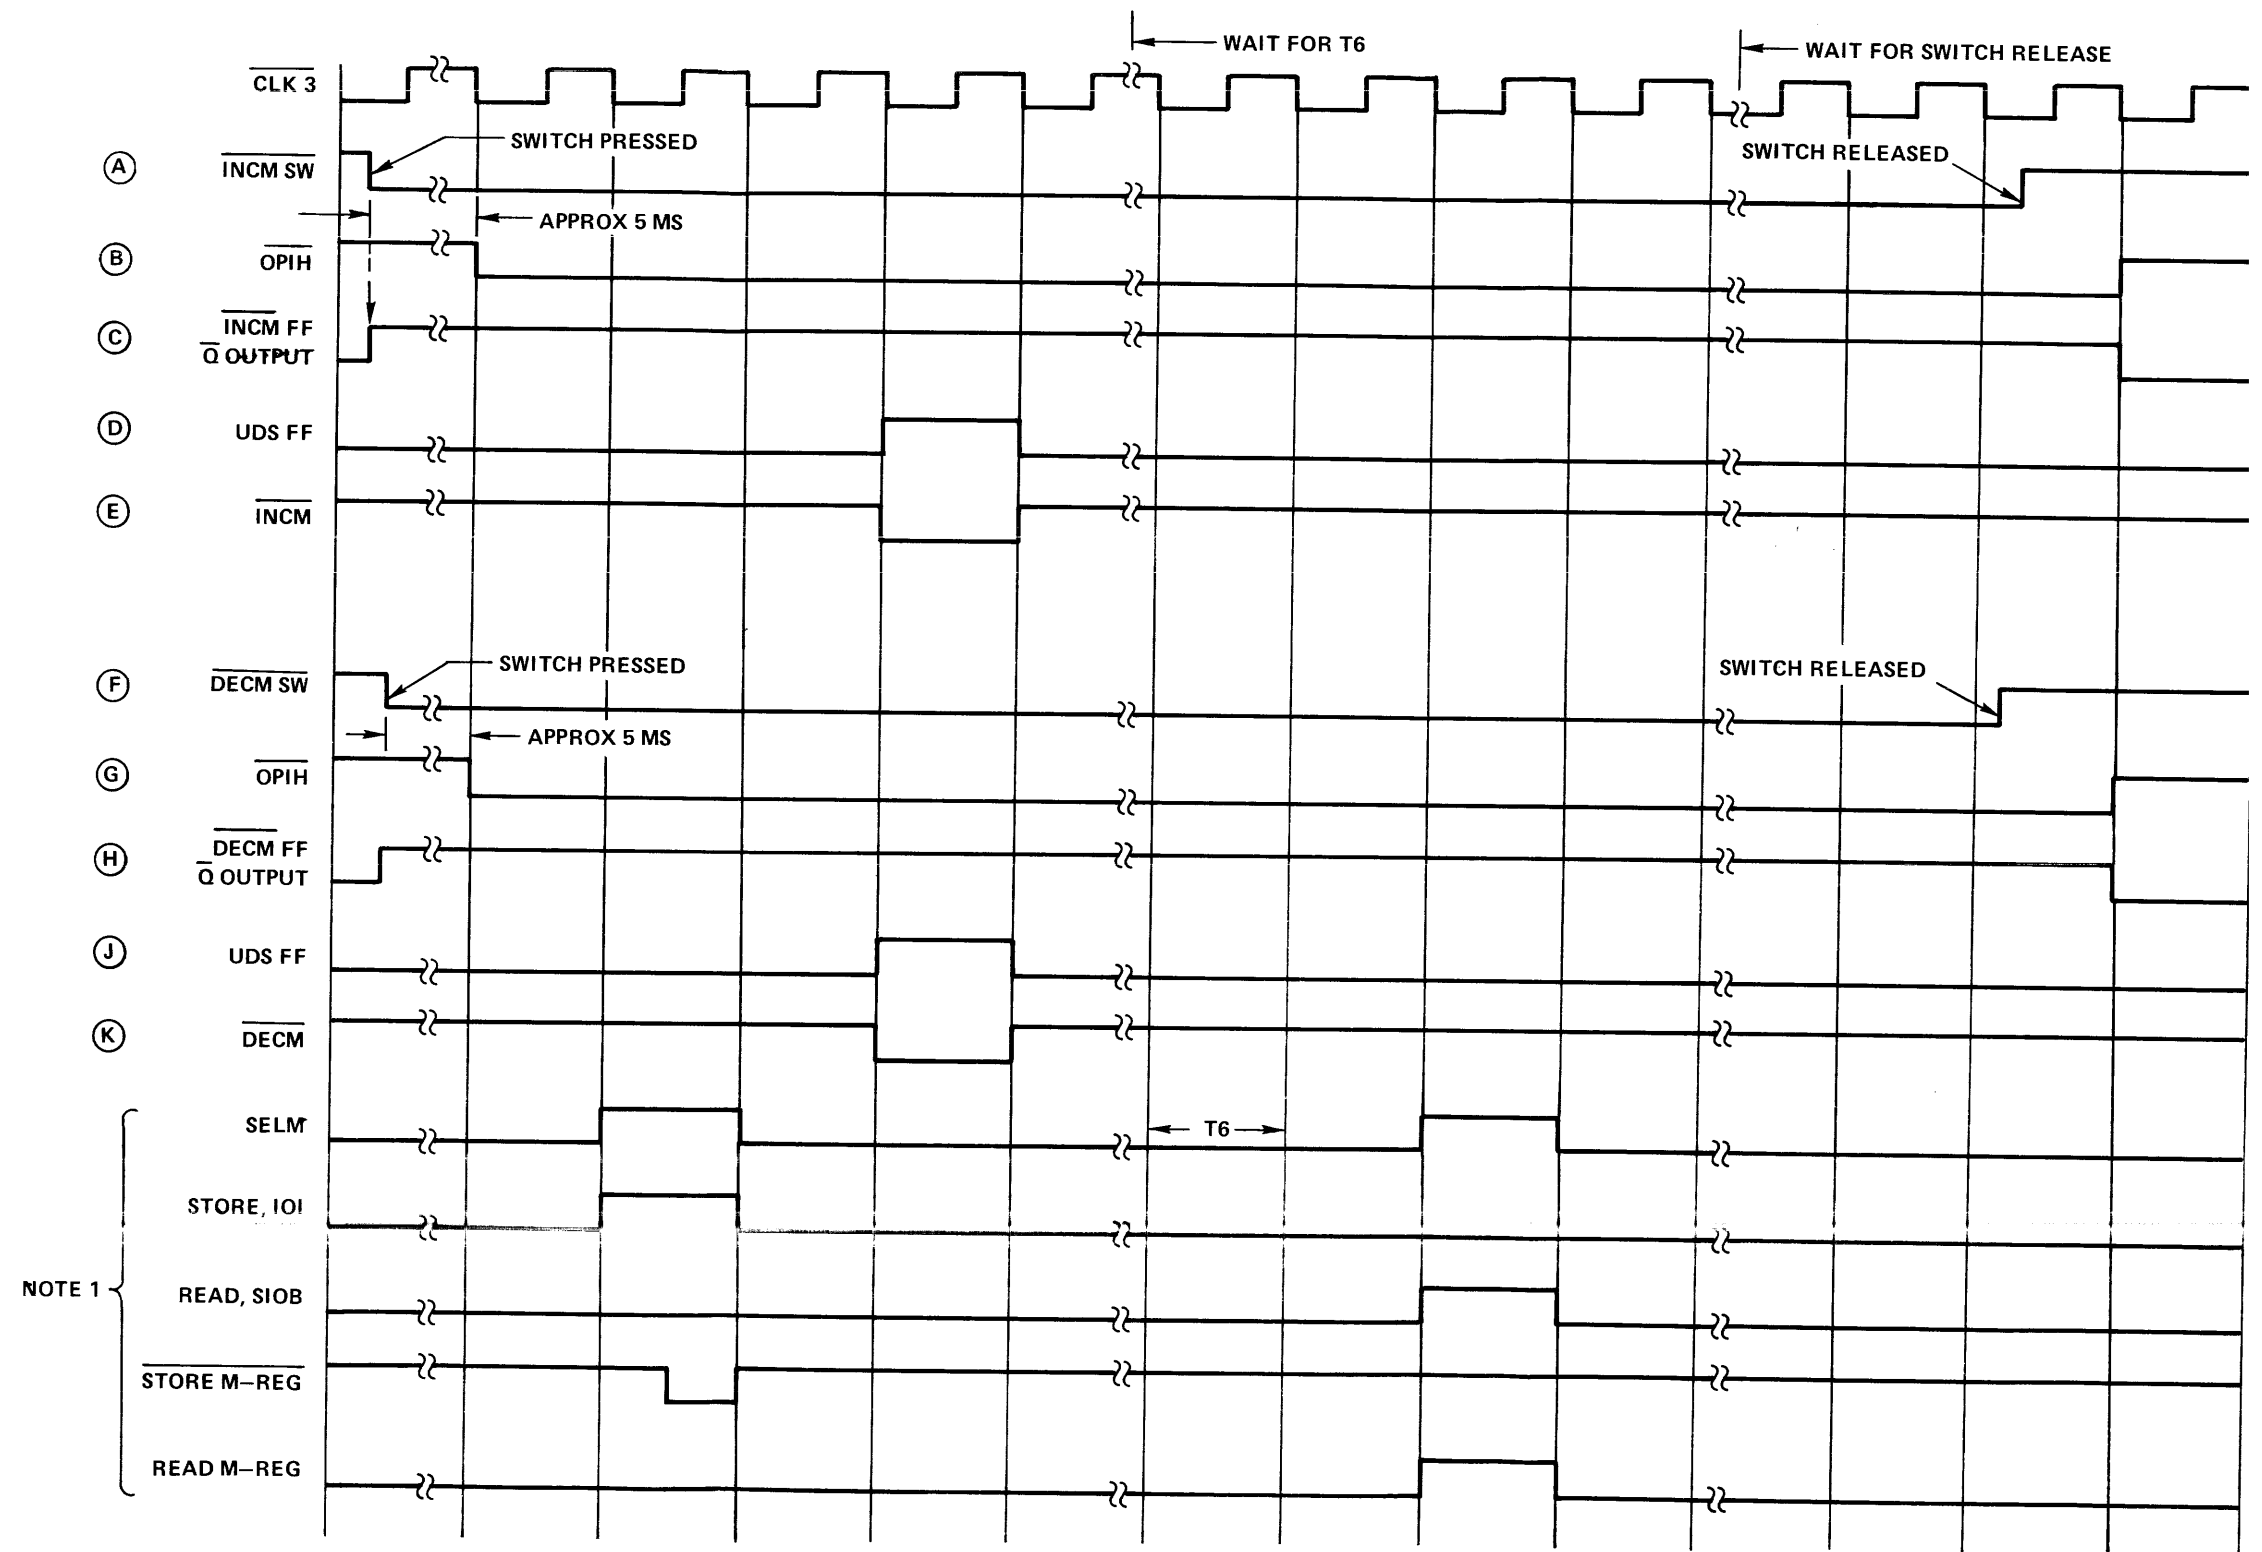 WAIT FOR T6
WAIT FOR SWITCH RELEASE
CLK 3
SWITCH PRESSED
SWITCH RELEASED
A INCM SW
APPROX 5 MS
B OPIH
C INCM FF
Q OUTPUT
D UDS FF
E INCM
SWITCH PRESSED
SWITCH RELEASED
F DECM SW
APPROX 5 MS
G OPIH
H DECM FF
Q OUTPUT
J UDS FF
K DECM
SELM
T6
STORE, IOI
NOTE 1
READ, SIOB
STORE M–REG
READ M–REG